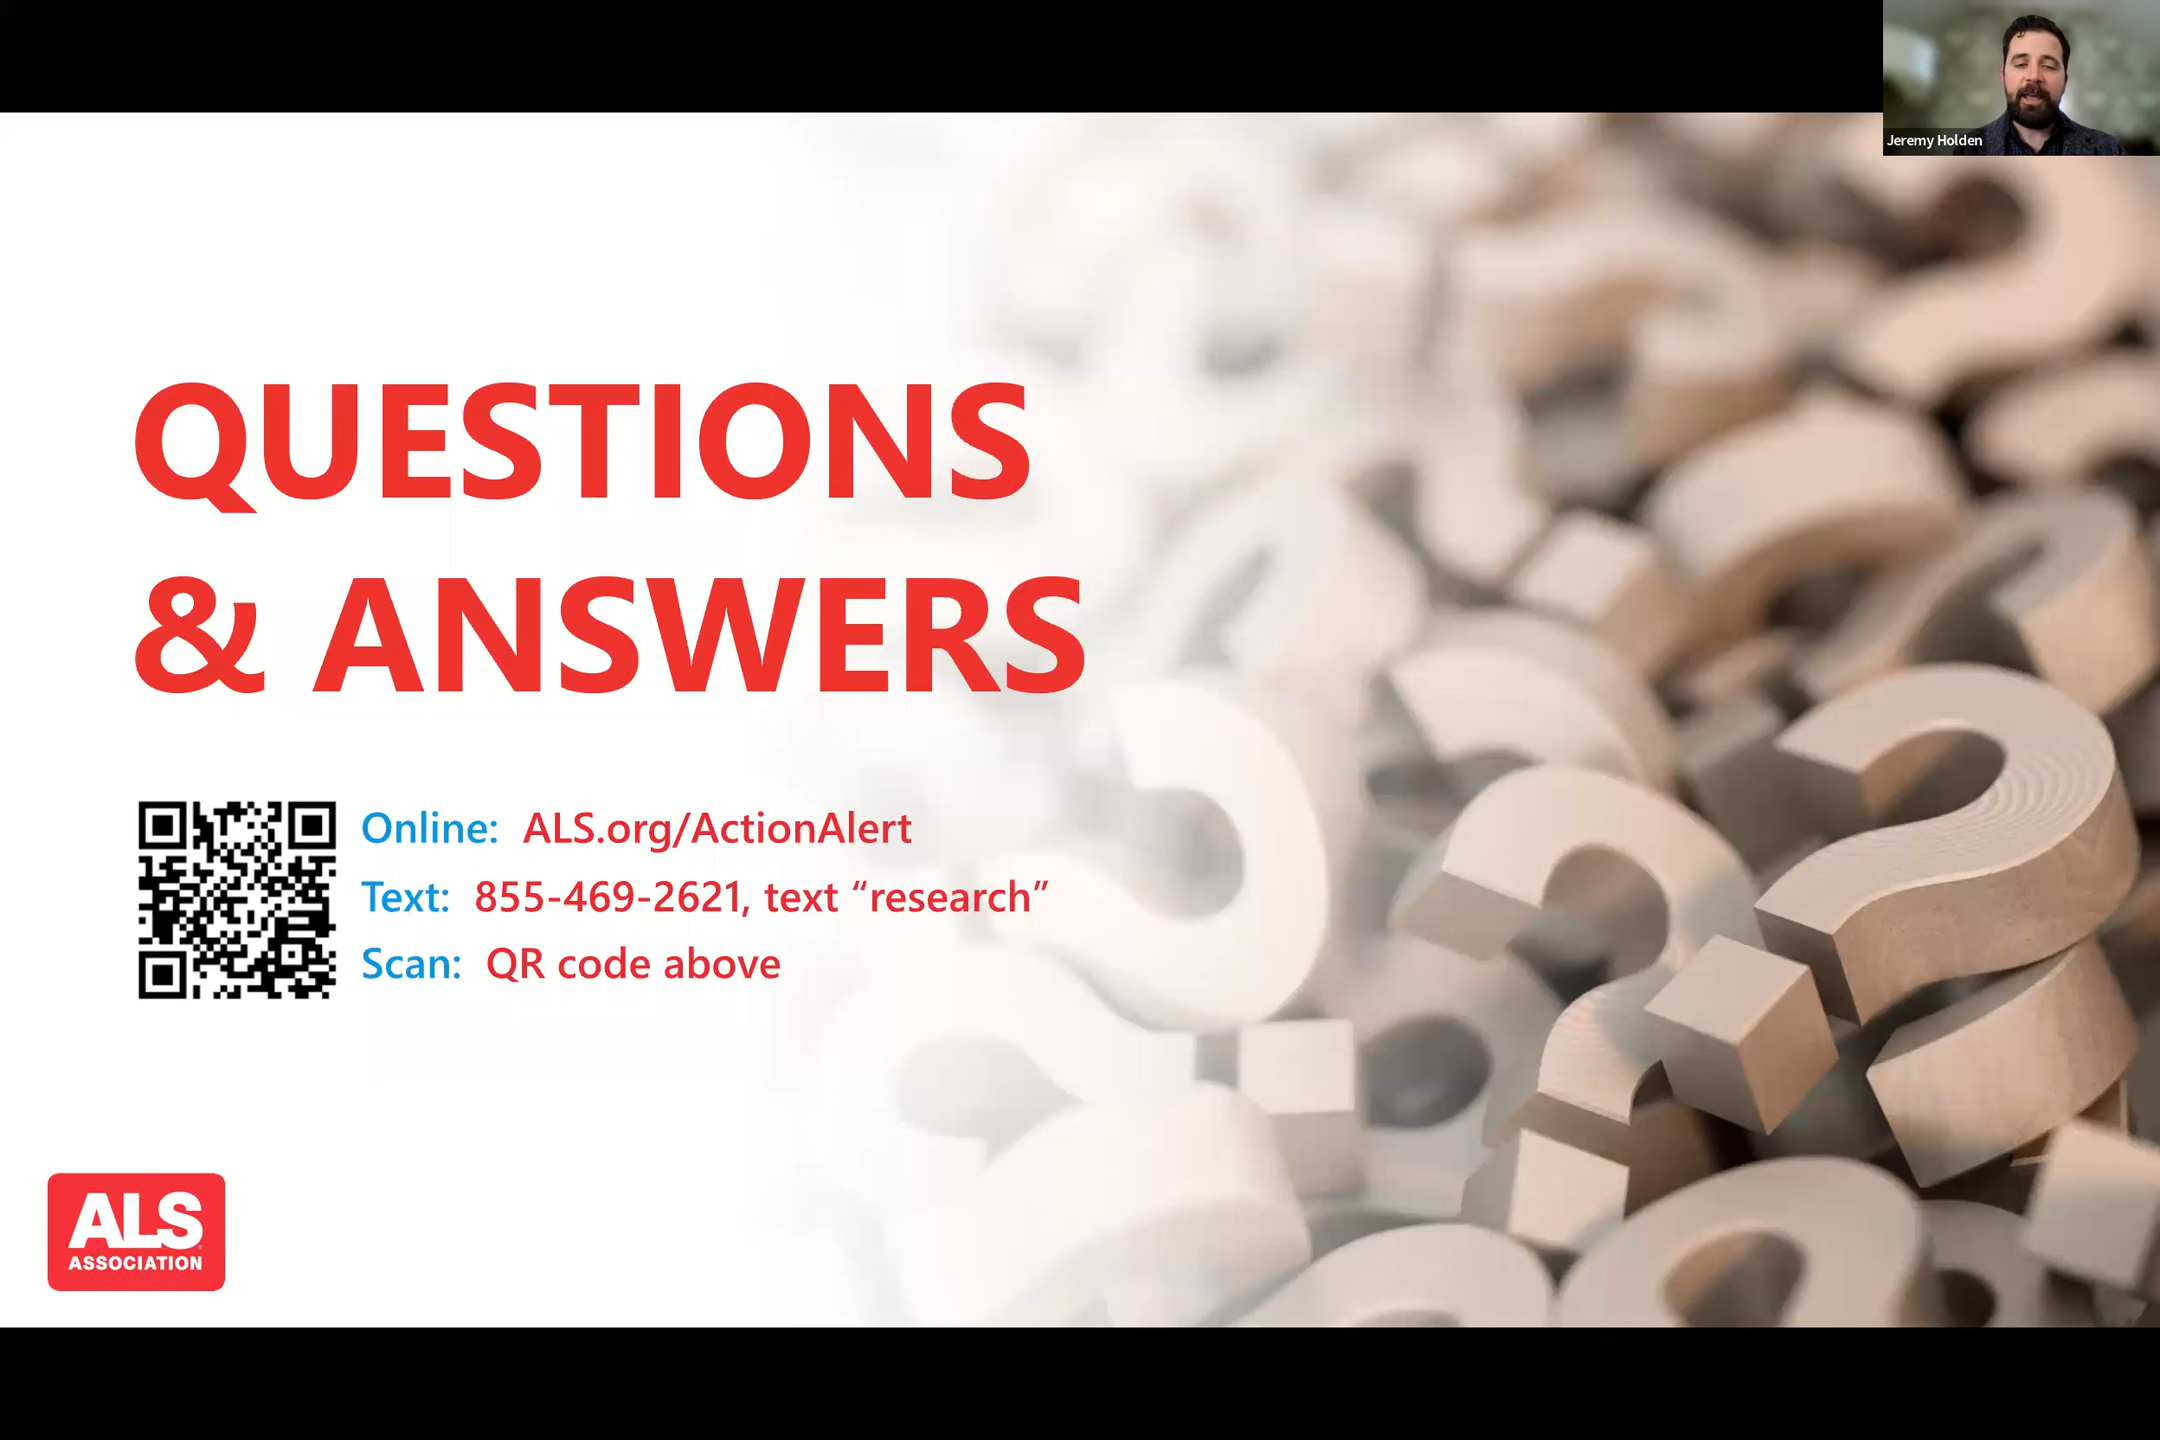 Jeremy Holden
QUESTIONS
& ANSWERS
Online: ALS.org/ActionAlert
Text: 855-469-2621, text “research”
Scan: QR code above
ALS
ASSOCIATION